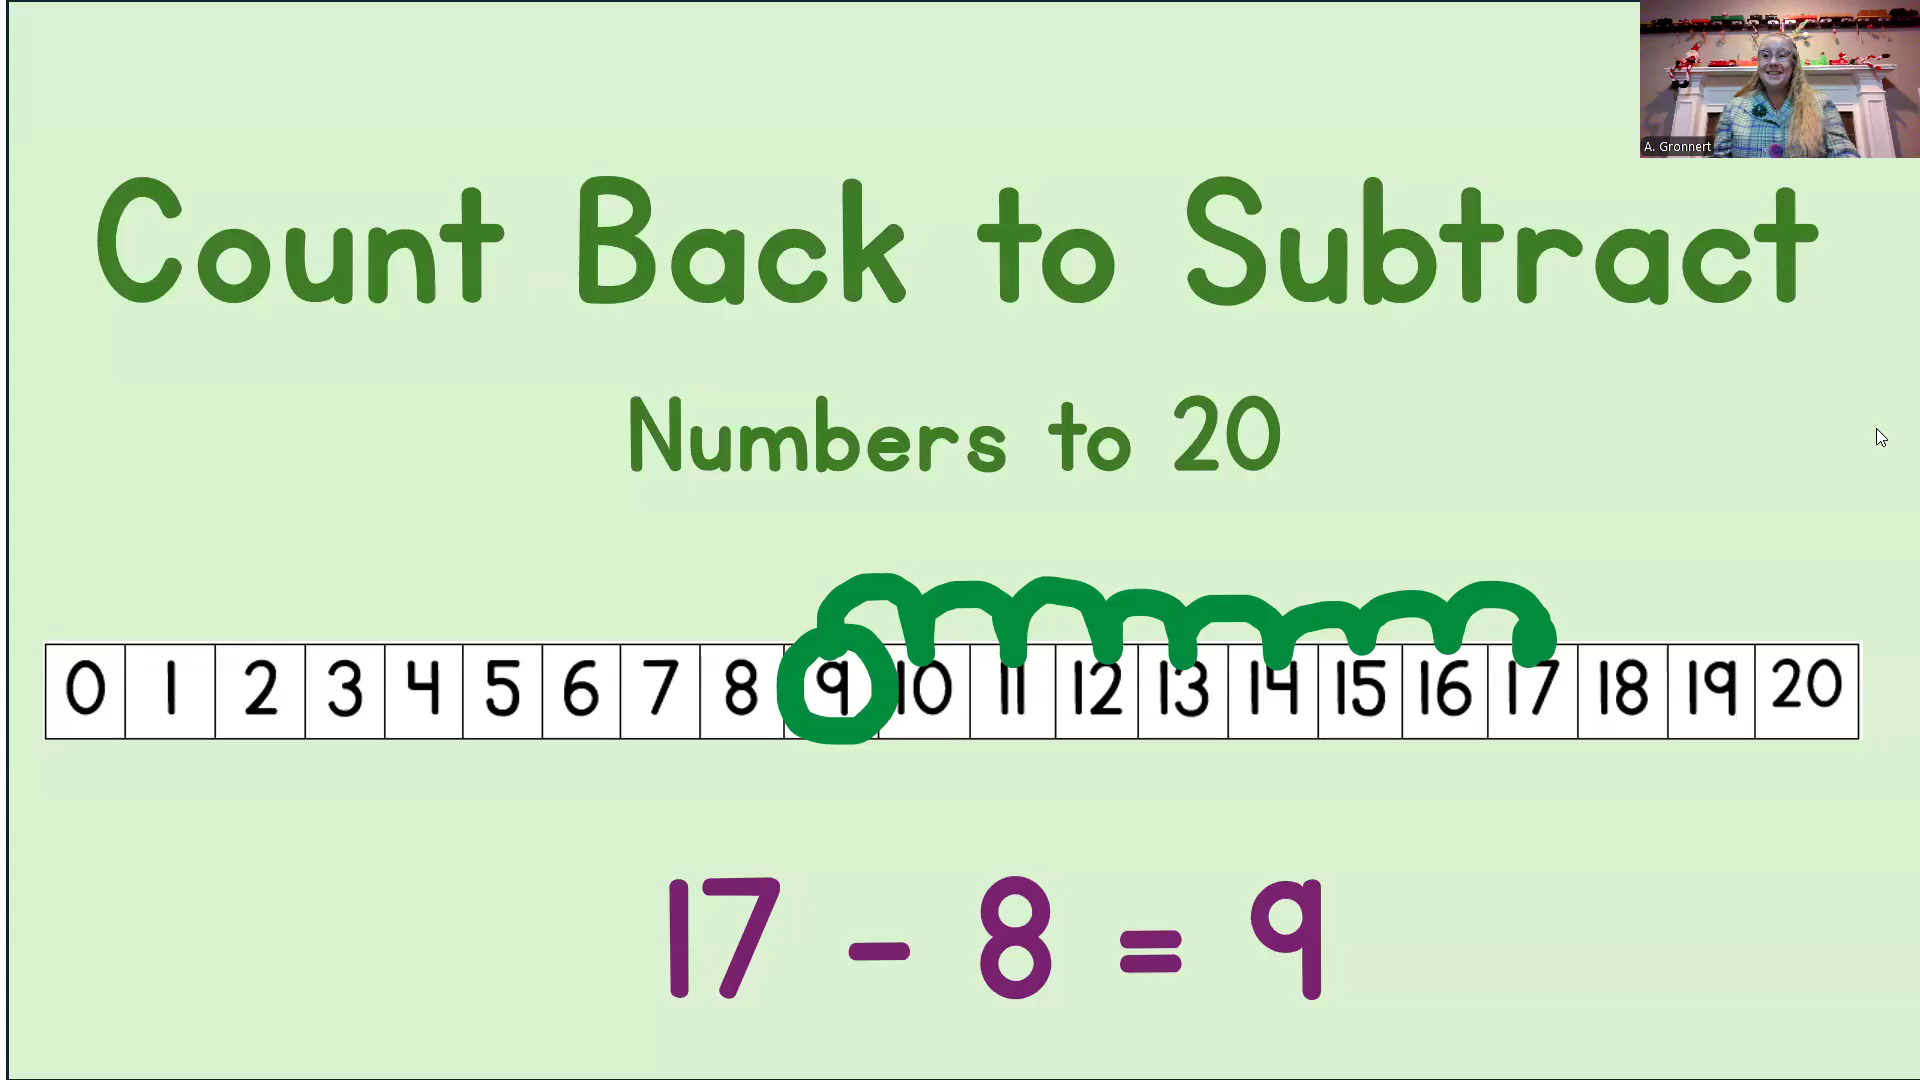 A. Gronnert
Count Back to Subtract
Numbers to 20
0 1 2 3 4 5 6 7 8 9 10 11 12 13 14 15 16 17 18 19 20
17 - 8 = 9